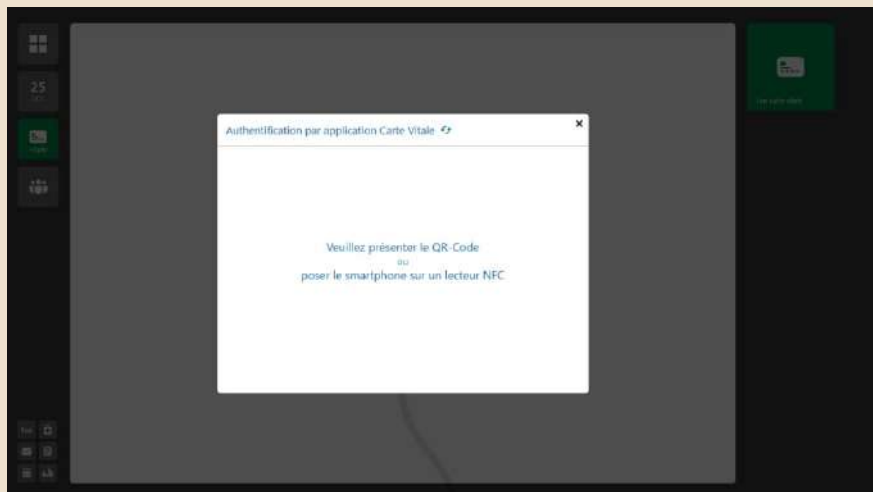 25
Authentification par application Carte Vitale
Veuillez présenter le QR-Code
ou
poser le smartphone sur un lecteur NFC